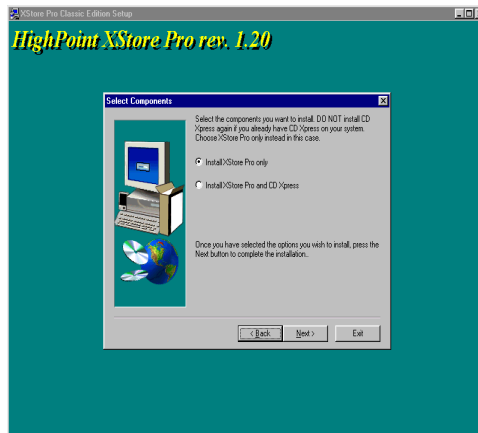 XStore Pro Classic Edition Setup
HighPoint XStore Pro rev. 1.20
Select Components
Select the components you want to install. DO NOT install CD
Xpress again if you already have CD Xpress on your system.
Choose XStore Pro only instead in this case.
Install XStore Pro only
Install XStore Pro and CD Xpress
Once you have selected the options you wish to install, press the
Next button to complete the installation..
< Back
Next >
Exit